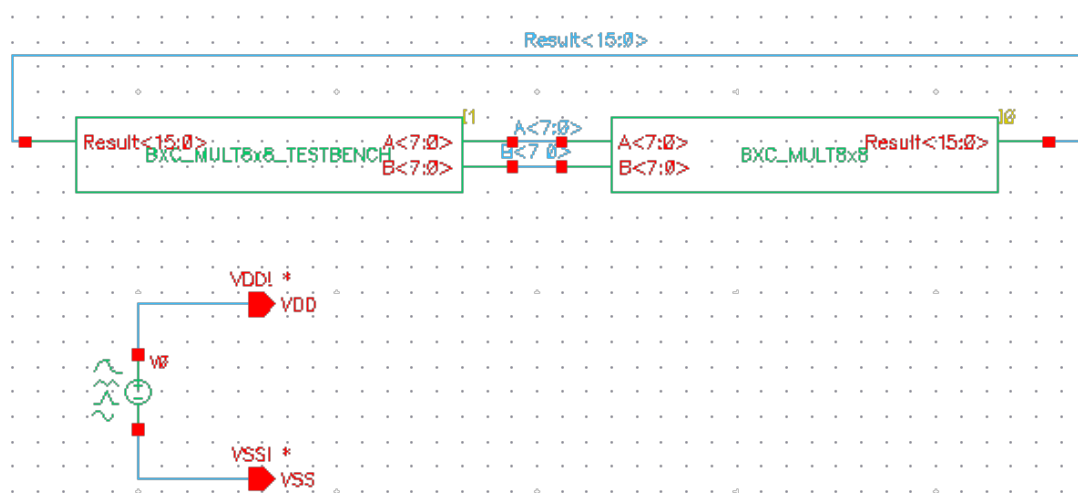 Result<15:0>
I1
I0
A<7:0>
Result<15:0>
A<7:0>
A<7:0>
Result<15:0>
BXC_MULT8x8_TESTBENCH
B<7 0>
BXC_MULT8x8
B<7:0>
B<7:0>
VDD! *
VDD
V0
VSS! *
VSS